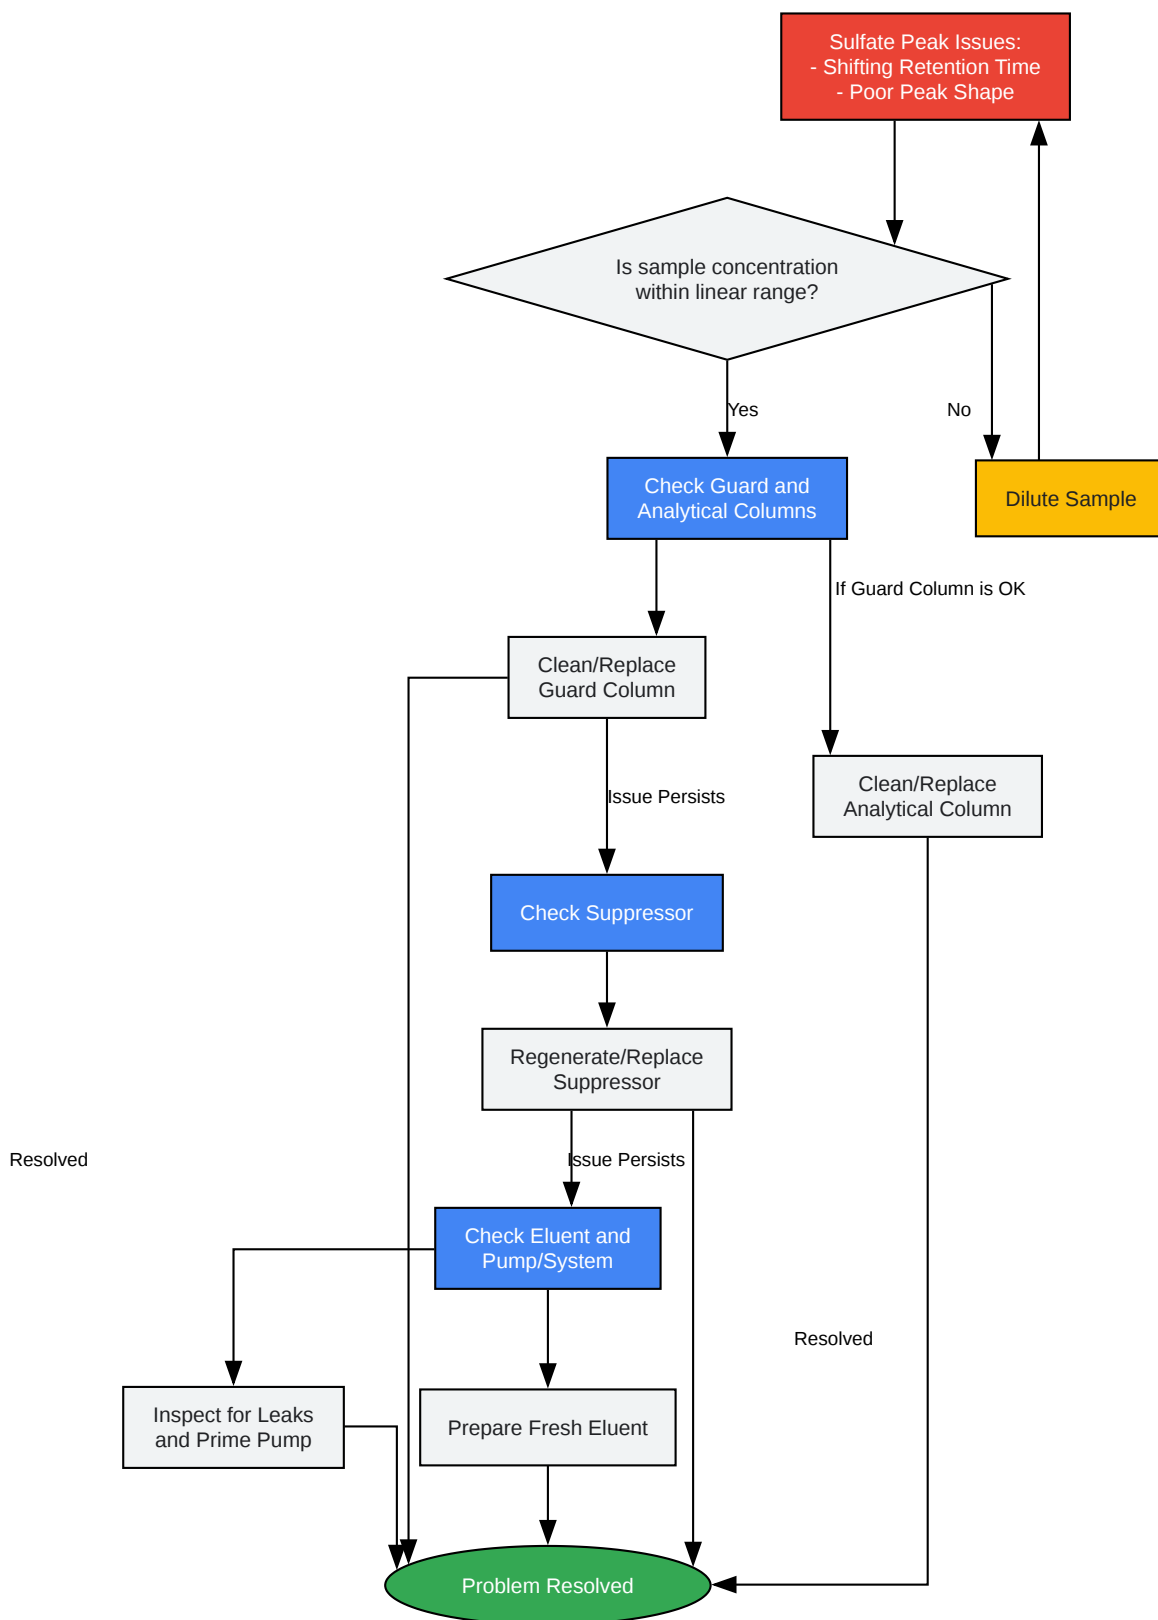 Sulfate Peak Issues:
- Shifting Retention Time
- Poor Peak Shape
Is sample concentration
within linear range?
Yes
No
Check Guard and
Analytical Columns
Dilute Sample
If Guard Column is OK
Clean/Replace
Guard Column
Clean/Replace
Analytical Column
Issue Persists
Check Suppressor
Regenerate/Replace
Suppressor
Resolved
Issue Persists
Check Eluent and
Pump/System
Resolved
Inspect for Leaks
and Prime Pump
Prepare Fresh Eluent
Problem Resolved